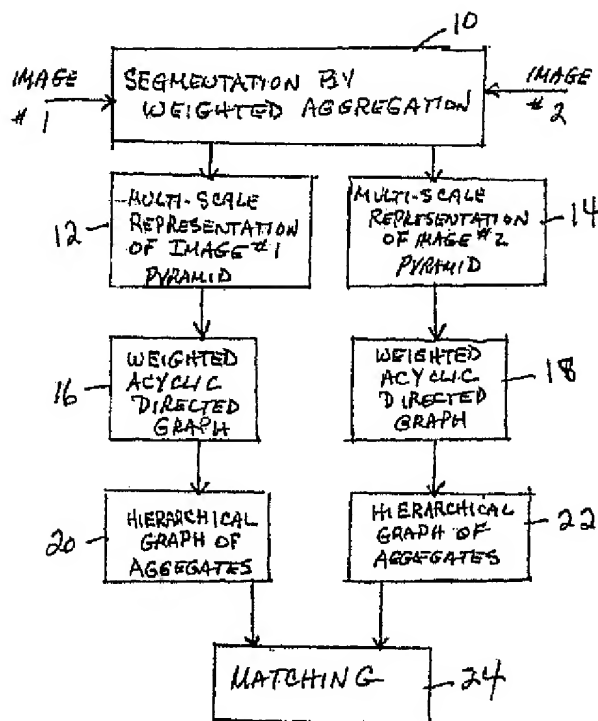 10
IMAGE
# 1
SEGMENTATION BY
WEIGHTED AGGREGATION
IMAGE
# 2
12
MULTI-SCALE
REPRESENTATION
OF IMAGE #1
PYRAMID
MULTI-SCALE
REPRESENTATION
OF IMAGE #2
PYRAMID
14
16
WEIGHTED
ACYCLIC
DIRECTED
GRAPH
WEIGHTED
ACYCLIC
DIRECTED
GRAPH
18
20
HIERARCHICAL
GRAPH OF
AGGEGATES
HIERARCHICAL
GRAPH OF
AGGEGATES
22
MATCHING
24